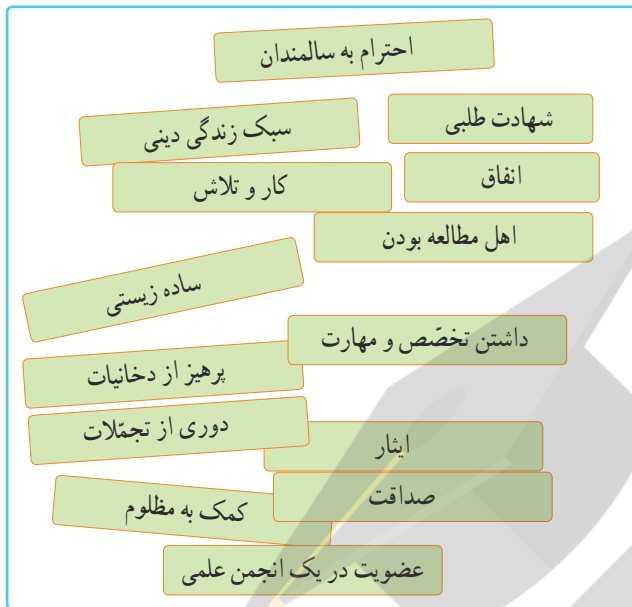 احترام به سالمندان
شهادت طلبی
سبک زندگی دینی
انفاق
کار و تلاش
اهل مطالعه بودن
ساده زیستی
داشتن تخصّص و مهارت
پرهیز از دخانیات
دوری از تجمّلات
ایثار
صداقت
کمک به مظلوم
عضویت در یک انجمن علمی